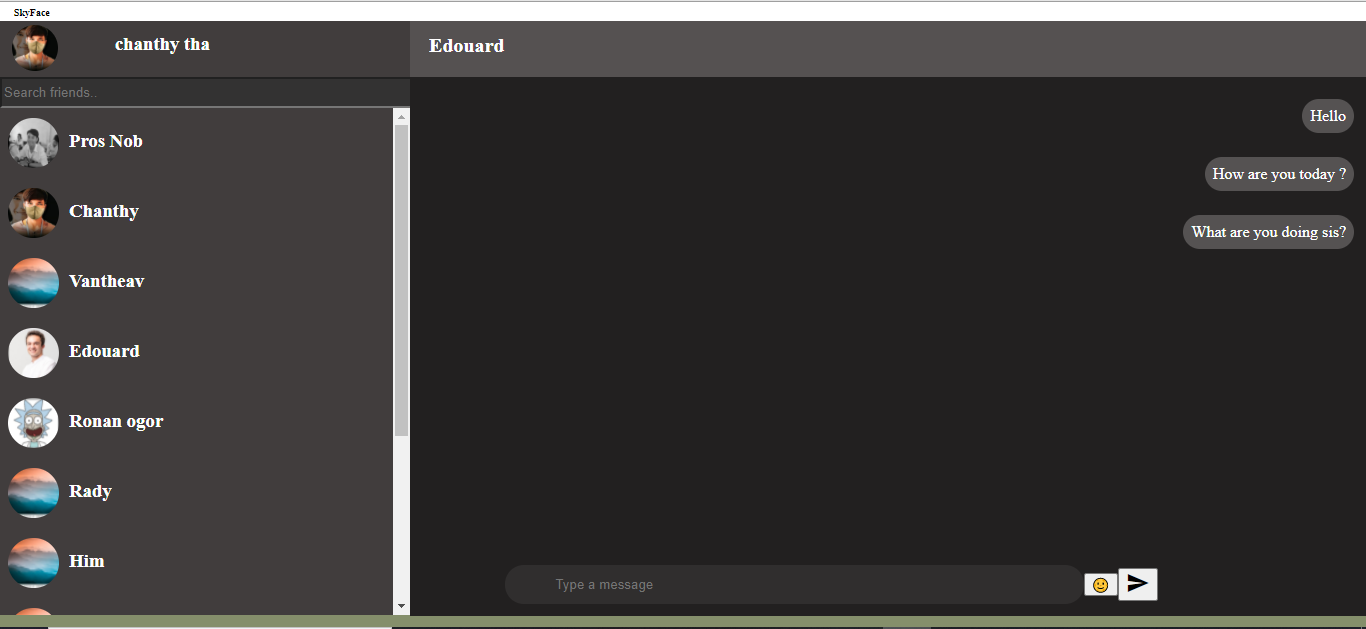 SkyFace
chanthy tha
Edouard
Search friends..
Pros Nob
Chanthy
Vantheav
Edouard
Ronan ogor
Rady
Him
Hello
How are you today ?
What are you doing sis?
Type a message